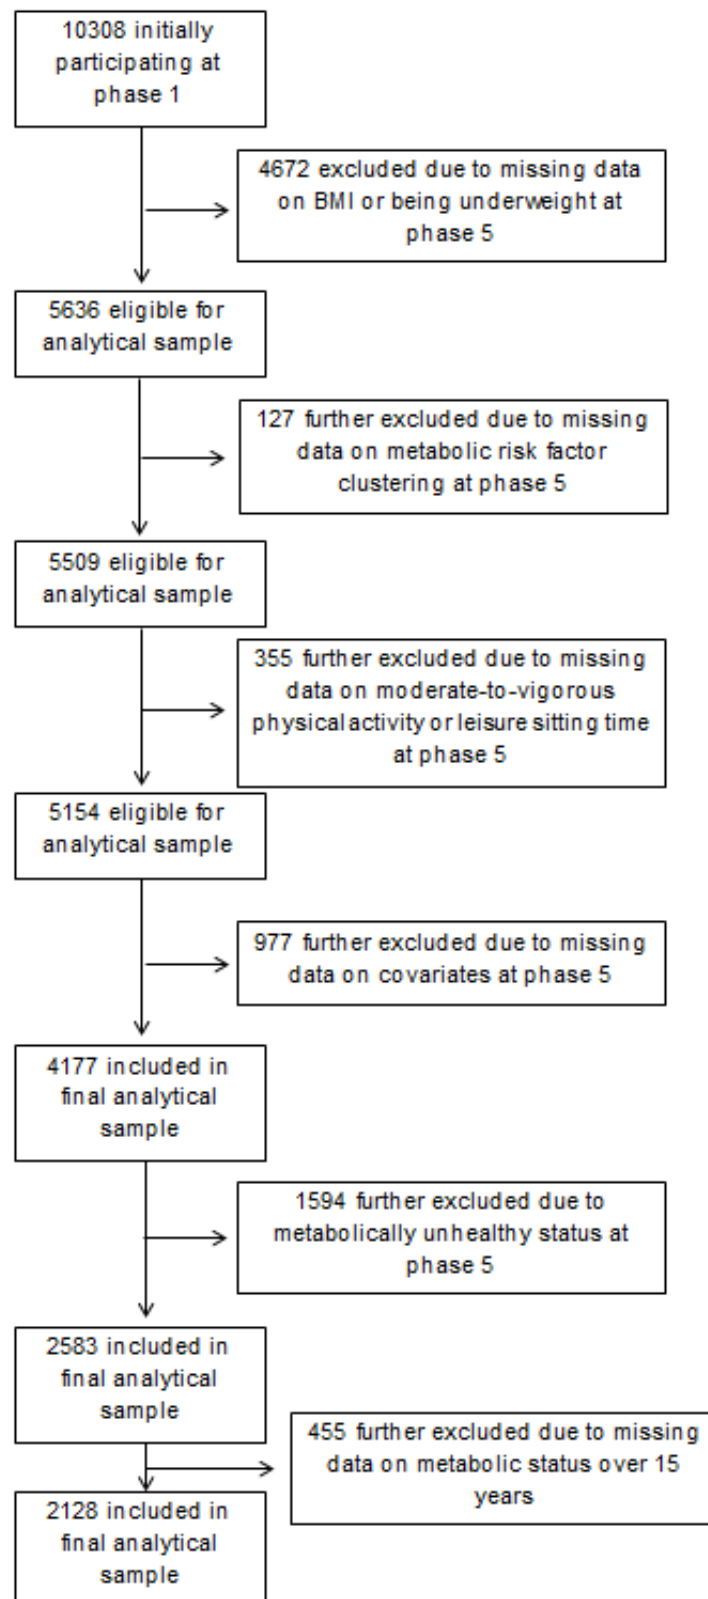 10308 initially
participating at
phase 1
4672 excluded due to missing data
on BMI or being underweight at
phase 5
5636 eligible for
analytical sample
127 further excluded due to missing
data on metabolic risk factor
clustering at phase 5
5509 eligible for
analytical sample
355 further excluded due to missing
data on moderate-to-vigorous
physical activity or leisure sitting time
at phase 5
5154 eligible for
analytical sample
977 further excluded due to missing
data on covariates at phase 5
4177 included in
final analytical
sample
1594 further excluded due to
metabolically unhealthy status at
phase 5
2583 included in
final analytical
sample
455 further excluded due to missing
data on metabolic status over 15
years
2128 included in
final analytical
sample